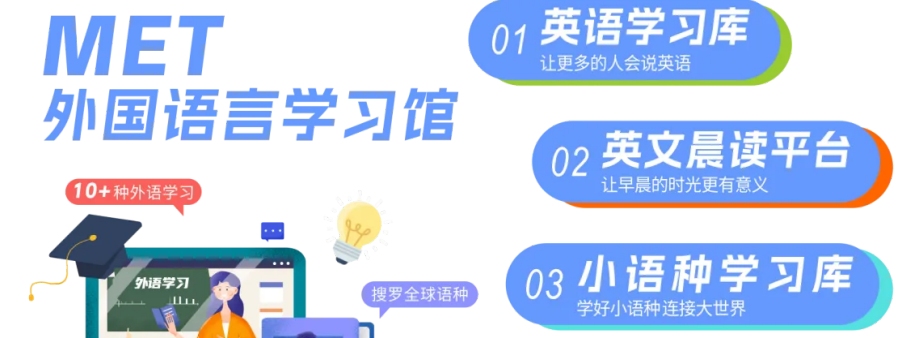 MET
外国语言学习馆
10+种外语学习
外语学习
搜罗全球语种
01 英语学习库
让更多的人会说英语
02 英文晨读平台
让早晨的时光更有意义
03 小语种学习库
学好小语种 连接大世界